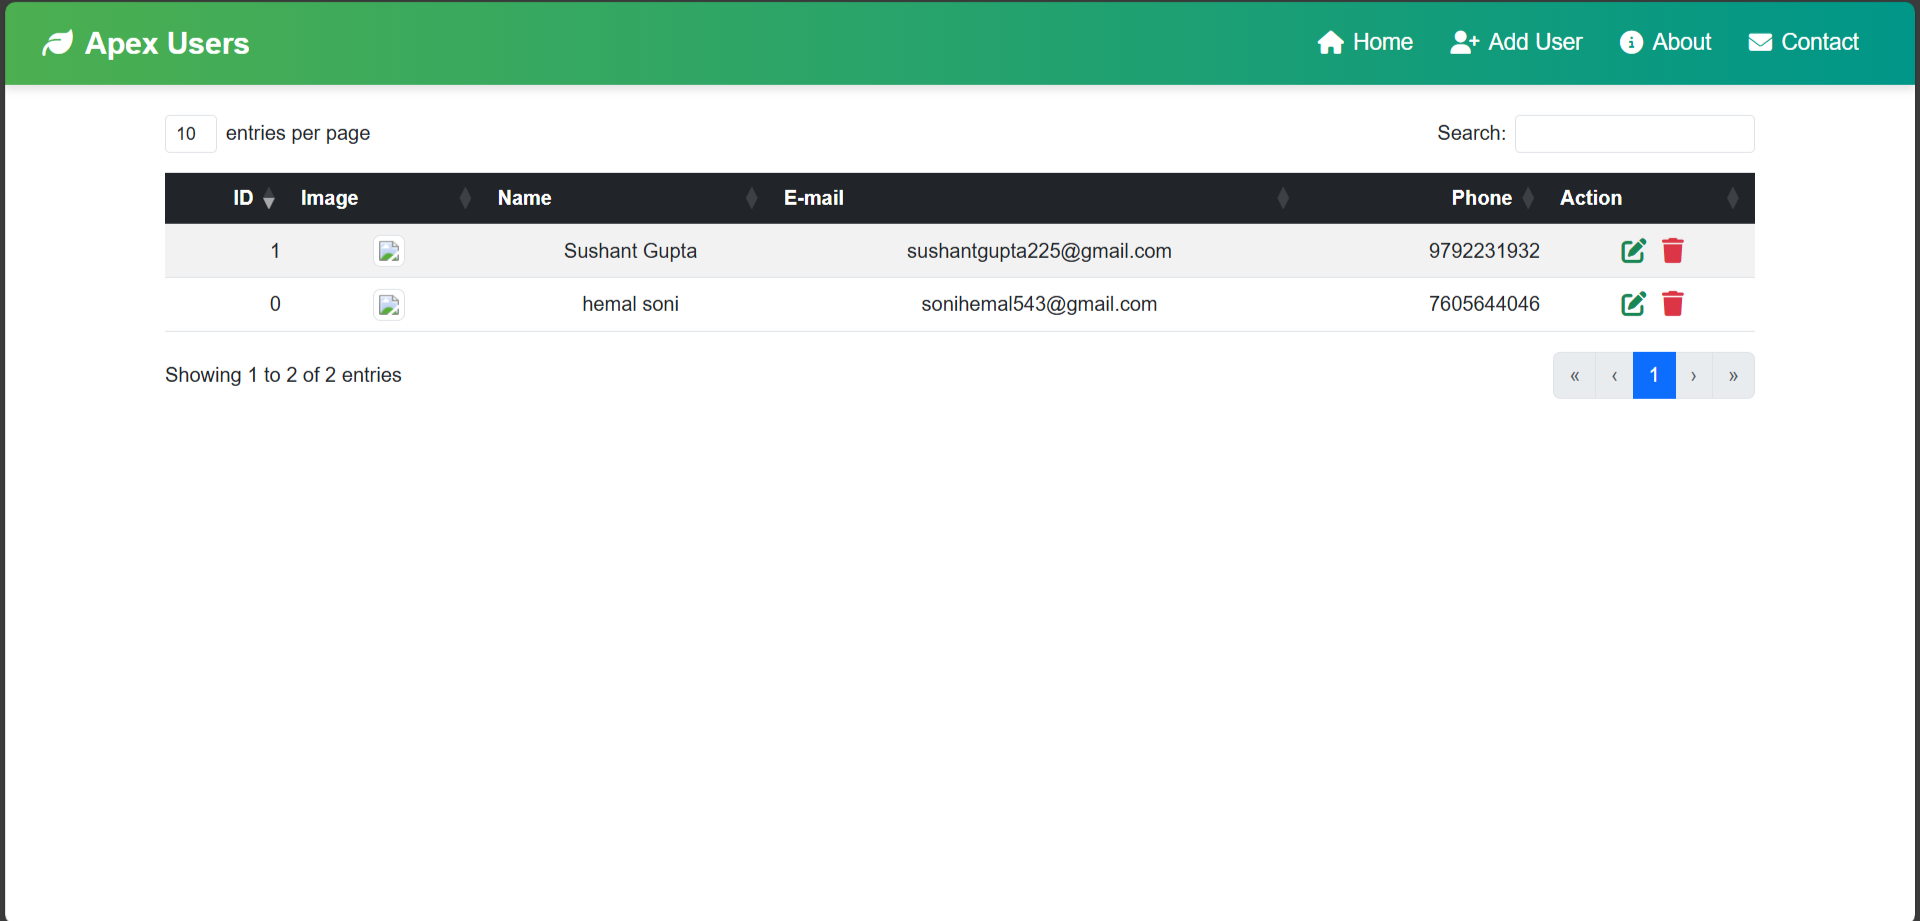 Apex Users
Home Add User About Contact
10 entries per page
Search:
ID Image Name E-mail Phone Action
1 Sushant Gupta sushantgupta225@gmail.com 9792231932
0 hemal soni sonihemal543@gmail.com 7605644046
Showing 1 to 2 of 2 entries
« ‹ 1 › »